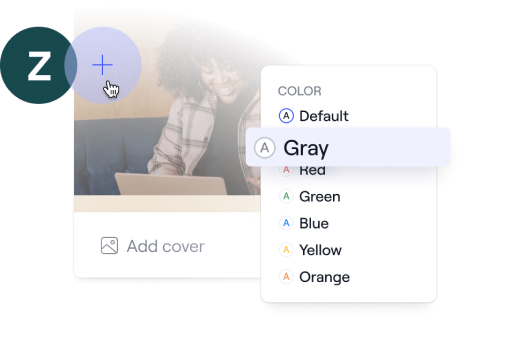 Z
COLOR
A Default
A Gray
A Red
A Green
A Blue
A Yellow
A Orange
Add cover